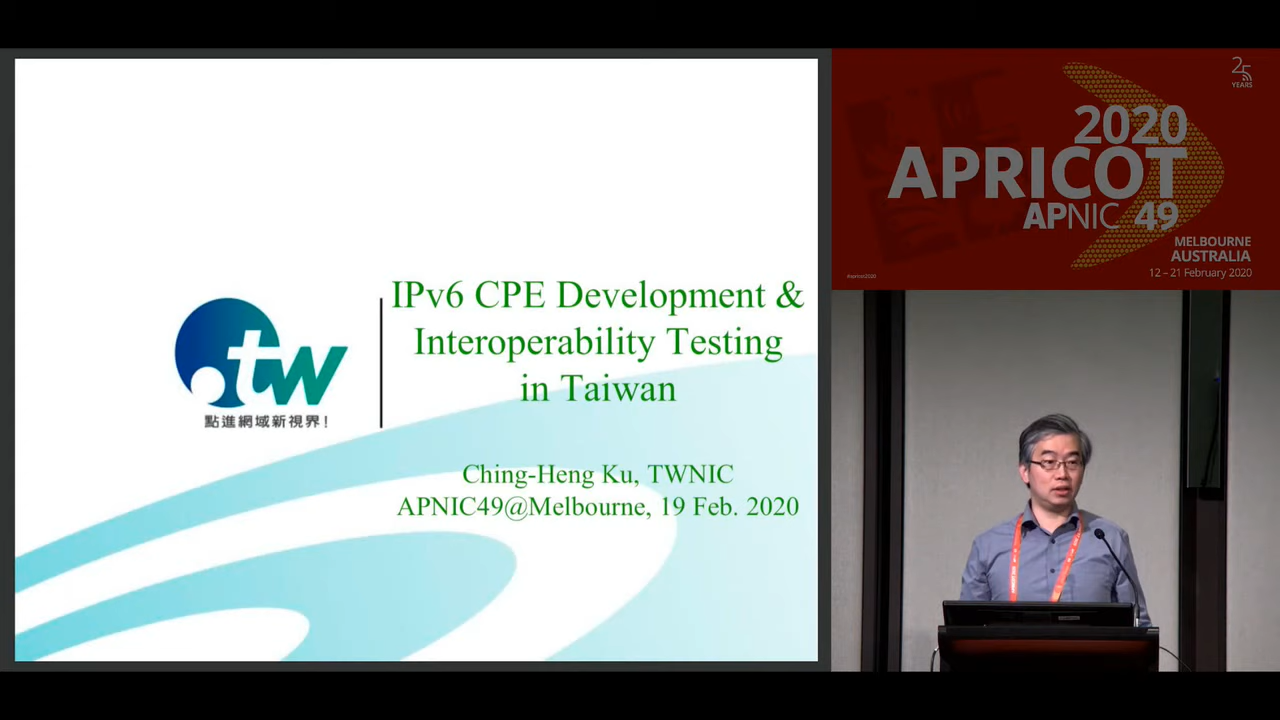 IPv6 CPE Development &
Interoperability Testing
in Taiwan
.tw
點進網域新視界!
Ching-Heng Ku, TWNIC
APNIC49@Melbourne, 19 Feb. 2020
25
YEARS
2020
APRICOT
APNIC 49
MELBOURNE
AUSTRALIA
12 – 21 February 2020
#apricot2020